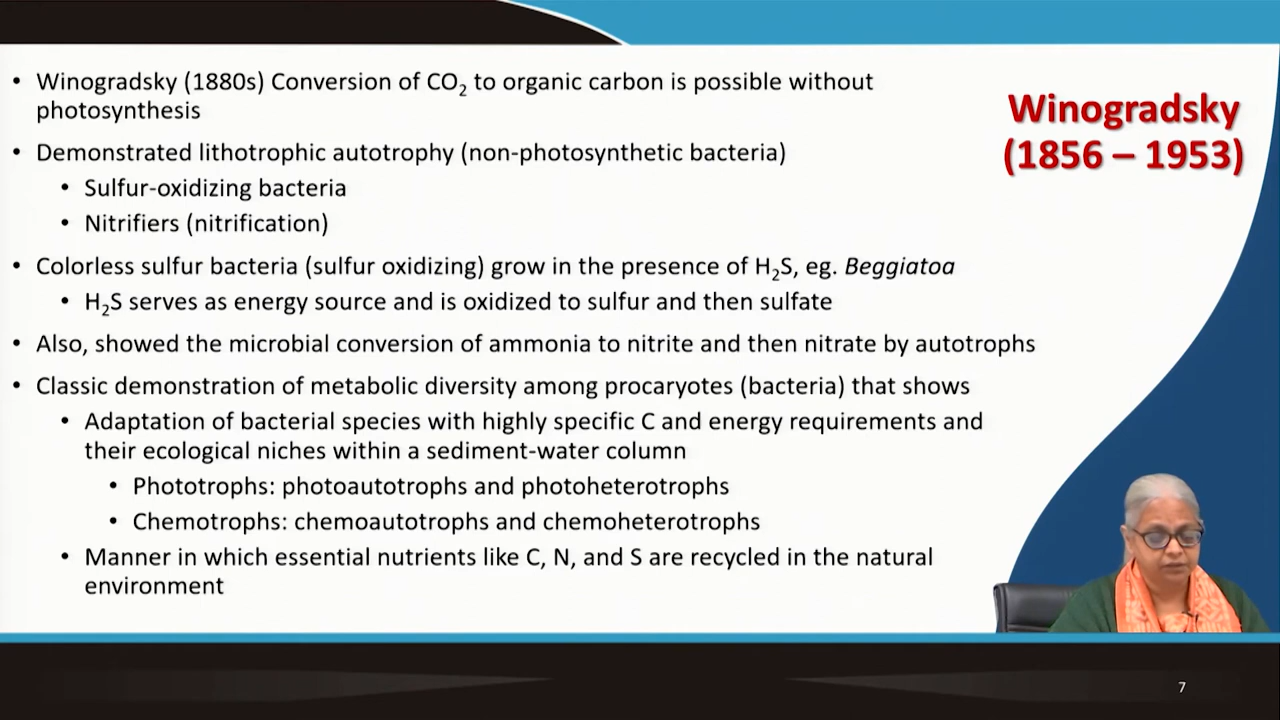 • Winogradsky (1880s) Conversion of CO₂ to organic carbon is possible without
photosynthesis
• Demonstrated lithotrophic autotrophy (non-photosynthetic bacteria)
• Sulfur-oxidizing bacteria
• Nitrifiers (nitrification)
• Colorless sulfur bacteria (sulfur oxidizing) grow in the presence of H₂S, eg. Beggiatoa
• H₂S serves as energy source and is oxidized to sulfur and then sulfate
• Also, showed the microbial conversion of ammonia to nitrite and then nitrate by autotrophs
• Classic demonstration of metabolic diversity among procaryotes (bacteria) that shows
• Adaptation of bacterial species with highly specific C and energy requirements and
their ecological niches within a sediment-water column
• Phototrophs: photoautotrophs and photoheterotrophs
• Chemotrophs: chemoautotrophs and chemoheterotrophs
• Manner in which essential nutrients like C, N, and S are recycled in the natural
environment
Winogradsky
(1856 – 1953)
7